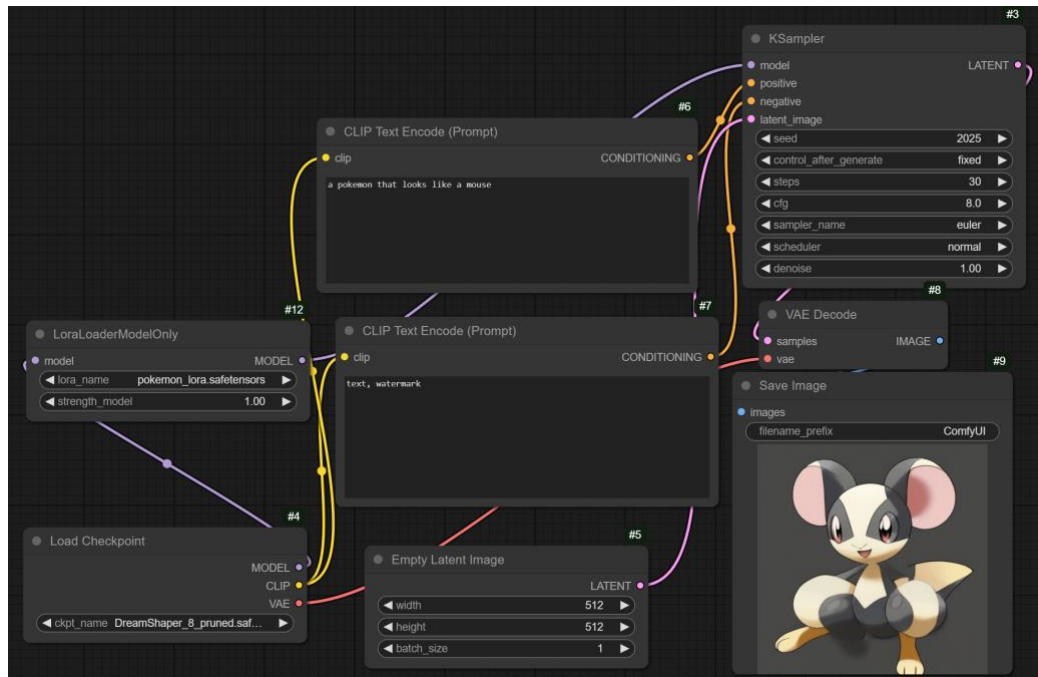 #3
KSampler
model
LATENT
positive
negative
latent_image
seed 2025
control_after_generate fixed
steps 30
cfg 8.0
sampler_name euler
scheduler normal
denoise 1.00
#6
CLIP Text Encode (Prompt)
clip
CONDITIONING
a pokemon that looks like a mouse
#12
LoraLoaderModelOnly
model
MODEL
lora_name pokemon_lora.safetensors
strength_model 1.00
#7
CLIP Text Encode (Prompt)
clip
CONDITIONING
text, watermark
#8
VAE Decode
samples
IMAGE
vae
#9
Save Image
images
filename_prefix ComfyUI
#4
Load Checkpoint
MODEL
CLIP
VAE
ckpt_name DreamShaper_8_pruned.saf...
#5
Empty Latent Image
LATENT
width 512
height 512
batch_size 1